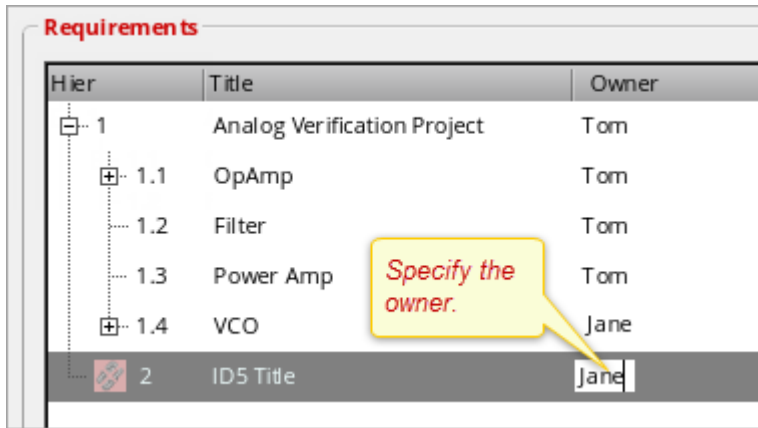 Requirements
Hier Title Owner
1 Analog Verification Project Tom
1.1 OpAmp Tom
1.2 Filter Tom
1.3 Power Amp Tom
Specify the
owner.
1.4 VCO Jane
2 ID5 Title Jane